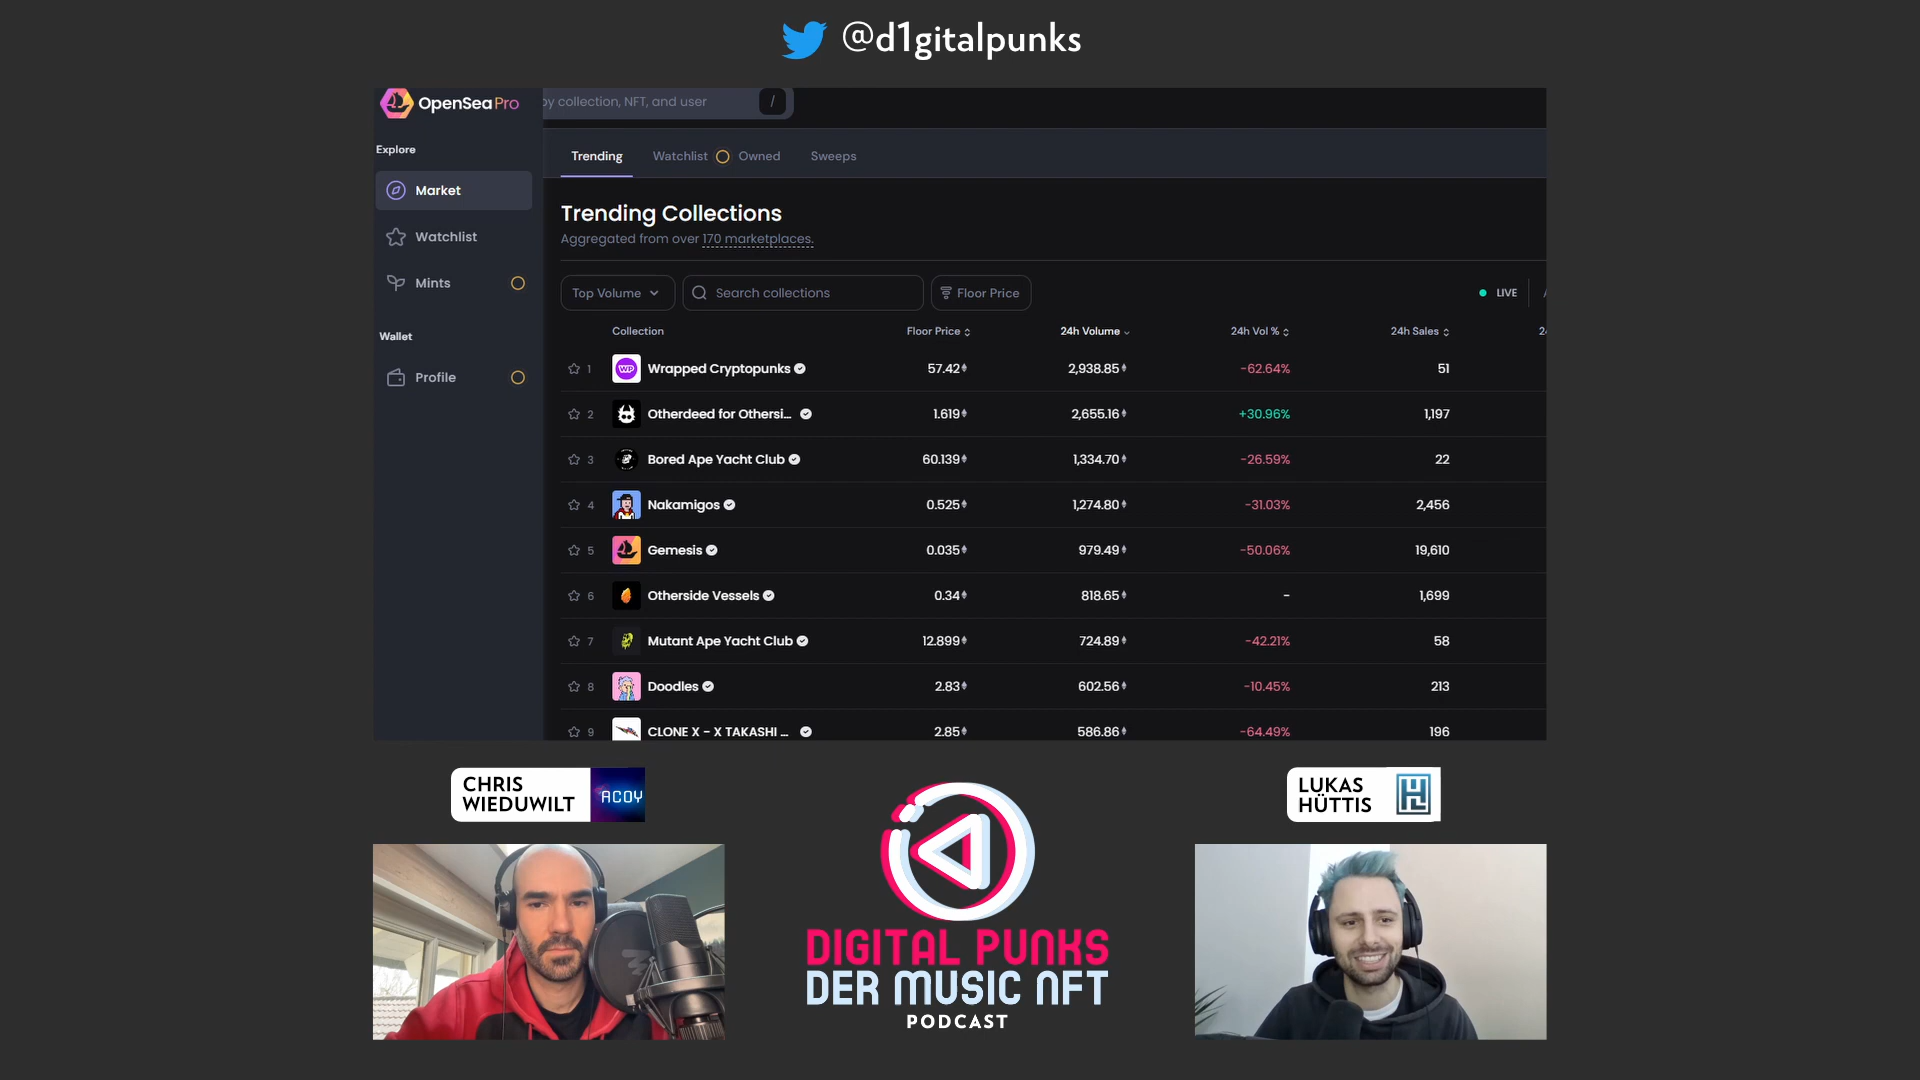 @d1gitalpunks
OpenSea Pro
by collection, NFT, and user /
Explore
Market
Watchlist
Mints
Wallet
Profile
Trending Watchlist Owned Sweeps
Trending Collections
Aggregated from over 170 marketplaces.
Top Volume Search collections Floor Price LIVE
Collection Floor Price 24h Volume 24h Vol % 24h Sales
1 WP Wrapped Cryptopunks 57.42 2,938.85 -62.64% 51
2 Otherdeed for Othersi... 1.619 2,655.16 +30.96% 1,197
3 Bored Ape Yacht Club 60.139 1,334.70 -26.59% 22
4 Nakamigos 0.525 1,274.80 -31.03% 2,456
5 Gemesis 0.035 979.49 -50.06% 19,610
6 Otherside Vessels 0.34 818.65 - 1,699
7 Mutant Ape Yacht Club 12.899 724.89 -42.21% 58
8 Doodles 2.83 602.56 -10.45% 213
9 CLONE X - X TAKASHI ... 2.85 586.86 -64.49% 196
CHRIS
WIEDUWILT
ACOY
LUKAS
HÜTTIS
DIGITAL PUNKS
DER MUSIC NFT
PODCAST